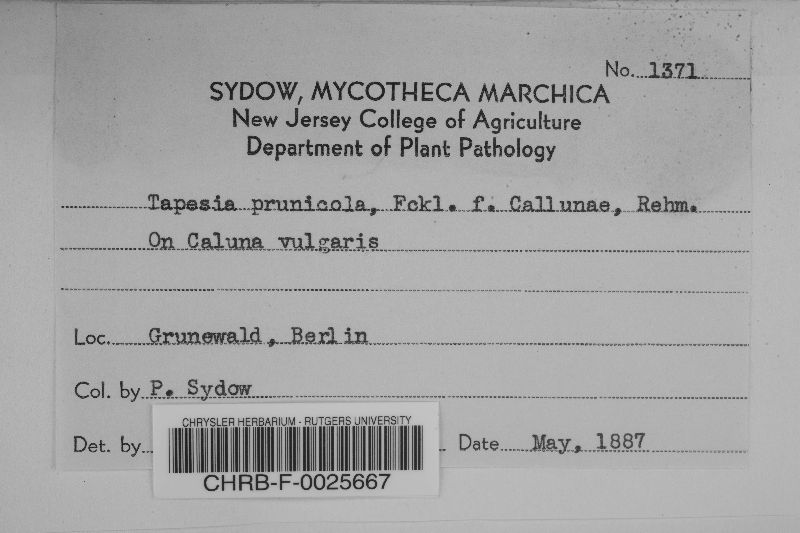 No. 1371
SYDOW, MYCOTHECA MARCHICA
New Jersey College of Agriculture
Department of Plant Pathology
Tapesia prunicola, Fckl. f. Callunae, Rehm.
On Caluna vulgaris
Loc. Grunewald, Berlin
Col. by P. Sydow
Det. by
Date May, 1887
CHRYSLER HERBARIUM - RUTGERS UNIVERSITY
CHRB-F-0025667